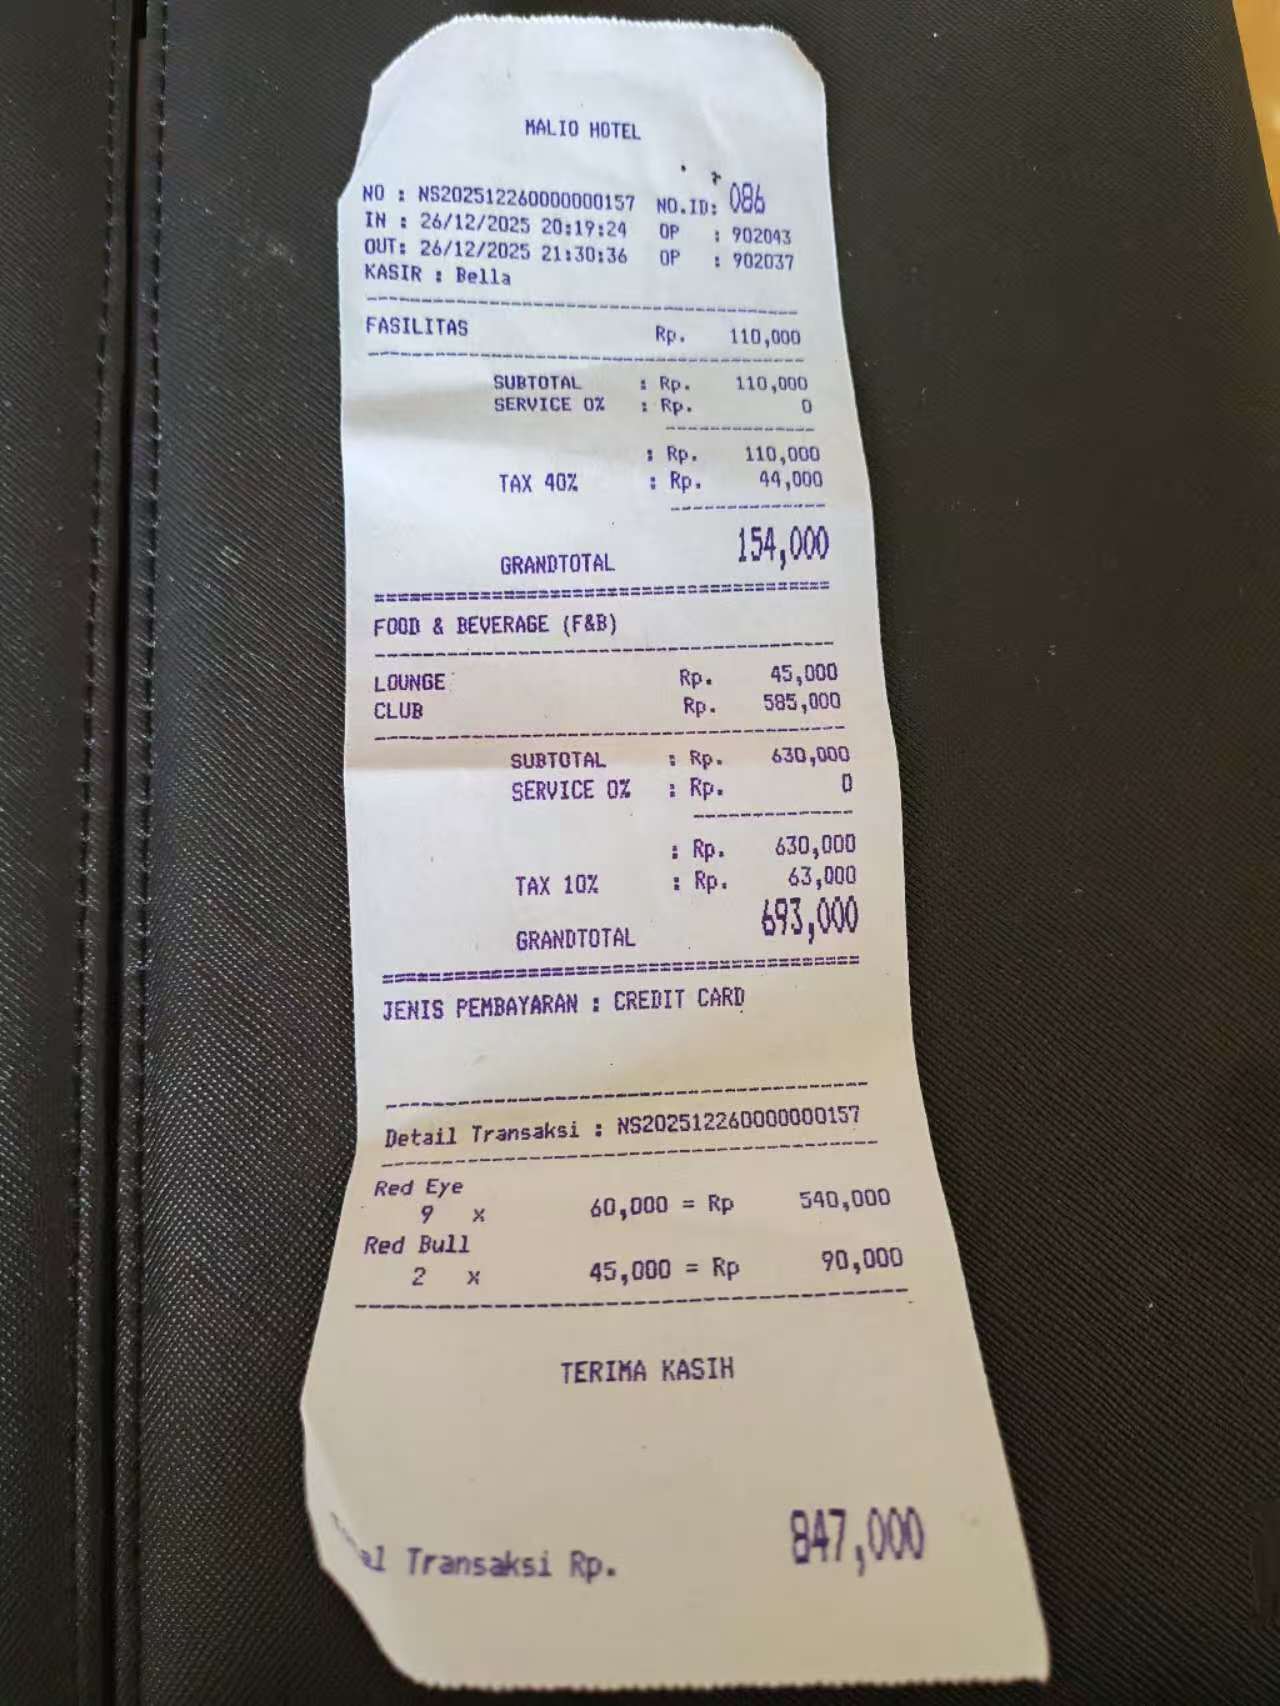 MALIO HOTEL
NO : NS202512260000000157 NO.ID: 086
IN : 26/12/2025 20:19:24 OP : 902043
OUT: 26/12/2025 21:30:36 OP : 902037
KASIR : Bella
FASILITAS Rp. 110,000
SUBTOTAL : Rp. 110,000
SERVICE 0% : Rp. 0
: Rp. 110,000
TAX 40% : Rp. 44,000
GRANDTOTAL 154,000
FOOD & BEVERAGE (F&B)
LOUNGE Rp. 45,000
CLUB Rp. 585,000
SUBTOTAL : Rp. 630,000
SERVICE 0% : Rp. 0
: Rp. 630,000
TAX 10% : Rp. 63,000
GRANDTOTAL 693,000
JENIS PEMBAYARAN : CREDIT CARD
Detail Transaksi : NS202512260000000157
Red Eye
9 x 60,000 = Rp 540,000
Red Bull
2 x 45,000 = Rp 90,000
TERIMA KASIH
Transaksi Rp. 847,000